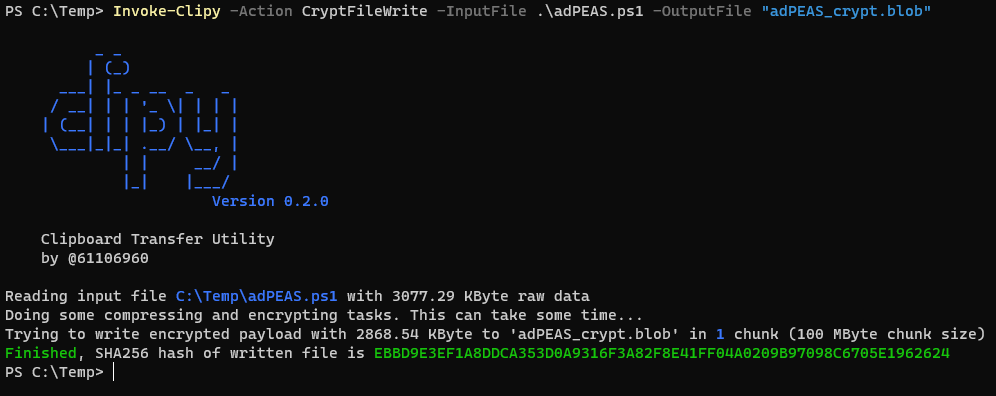 PS C:\Temp> Invoke-Clipy -Action CryptFileWrite -InputFile .\adPEAS.ps1 -OutputFile "adPEAS_crypt.blob"
clipy
Version 0.2.0
Clipboard Transfer Utility
by @61106960
Reading input file C:\Temp\adPEAS.ps1 with 3077.29 KByte raw data
Doing some compressing and encrypting tasks. This can take some time...
Trying to write encrypted payload with 2868.54 KByte to 'adPEAS_crypt.blob' in 1 chunk (100 MByte chunk size)
Finished, SHA256 hash of written file is EBBD9E3EF1A8DDCA353D0A9316F3A82F8E41FF04A0209B97098C6705E1962624
PS C:\Temp>